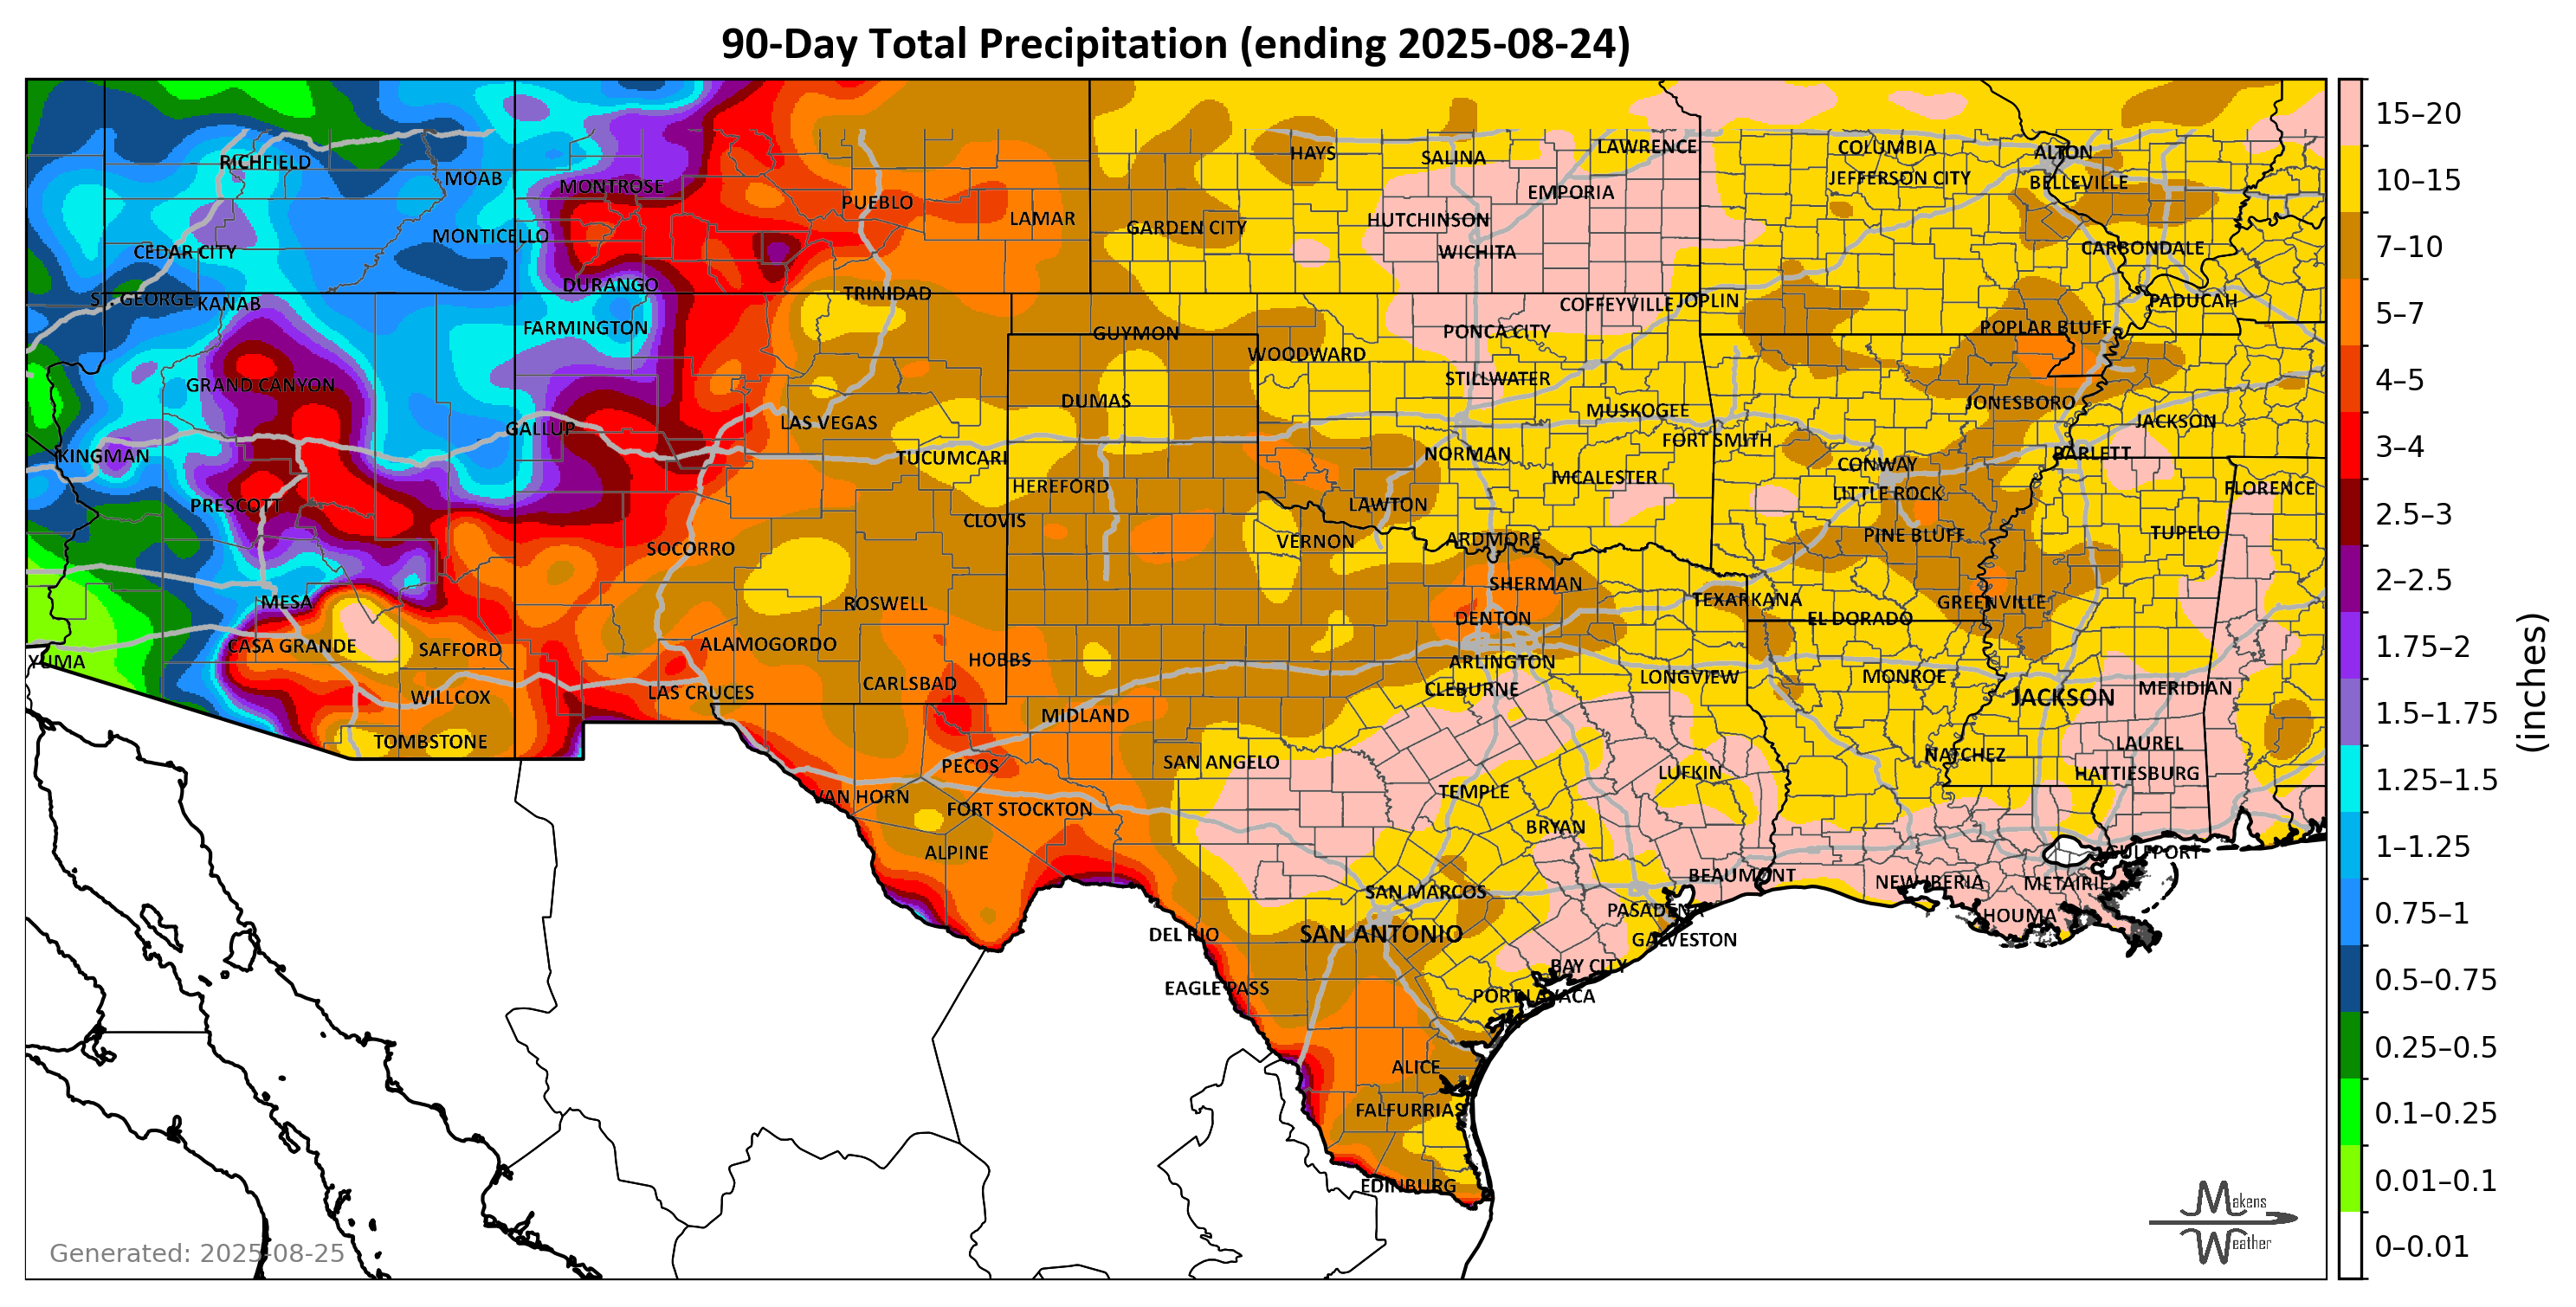 90-Day Total Precipitation (ending 2025-08-24)
RICHFIELD
MOAB
MONTROSE
PUEBLO
LAMAR
HAYS
SALINA
LAWRENCE
COLUMBIA
ALTON
EMPORIA
JEFFERSON CITY
BELLEVILLE
CEDAR CITY
MONTICELLO
GARDEN CITY
HUTCHINSON
WICHITA
CARBONDALE
ST. GEORGE
KANAB
DURANGO
TRINIDAD
COFFEYVILLE
JOPLIN
PADUCAH
FARMINGTON
GUYMON
PONCA CITY
POPLAR BLUFF
WOODWARD
GRAND CANYON
DUMAS
STILLWATER
JONESBORO
GALLUP
LAS VEGAS
MUSKOGEE
JACKSON
KINGMAN
TUCUMCARI
NORMAN
FORT SMITH
CONWAY
BARLETT
PRESCOTT
HEREFORD
LAWTON
MCALESTER
LITTLE ROCK
FLORENCE
SOCORRO
CLOVIS
VERNON
ARDMORE
PINE BLUFF
TUPELO
MESA
ROSWELL
SHERMAN
TEXARKANA
GREENVILLE
CASA GRANDE
SAFFORD
ALAMOGORDO
DENTON
EL DORADO
YUMA
HOBBS
ARLINGTON
WILLCOX
LAS CRUCES
CARLSBAD
CLEBURNE
LONGVIEW
MONROE
JACKSON
MERIDIAN
TOMBSTONE
MIDLAND
SAN ANGELO
NATCHEZ
LAUREL
PECOS
LUFKIN
HATTIESBURG
VAN HORN
FORT STOCKTON
TEMPLE
BRYAN
ALPINE
GULFPORT
SAN MARCOS
BEAUMONT
NEW IBERIA
METAIRIE
PASADENA
HOUMA
DEL RIO
SAN ANTONIO
GALVESTON
BAY CITY
EAGLE PASS
PORT LAVACA
ALICE
FALFURRIAS
EDINBURG
15–20
10–15
7–10
5–7
4–5
3–4
2.5–3
2–2.5
1.75–2
1.5–1.75
1.25–1.5
1–1.25
0.75–1
0.5–0.75
0.25–0.5
0.1–0.25
0.01–0.1
0–0.01
(inches)
Generated: 2025-08-25
Makens
Weather